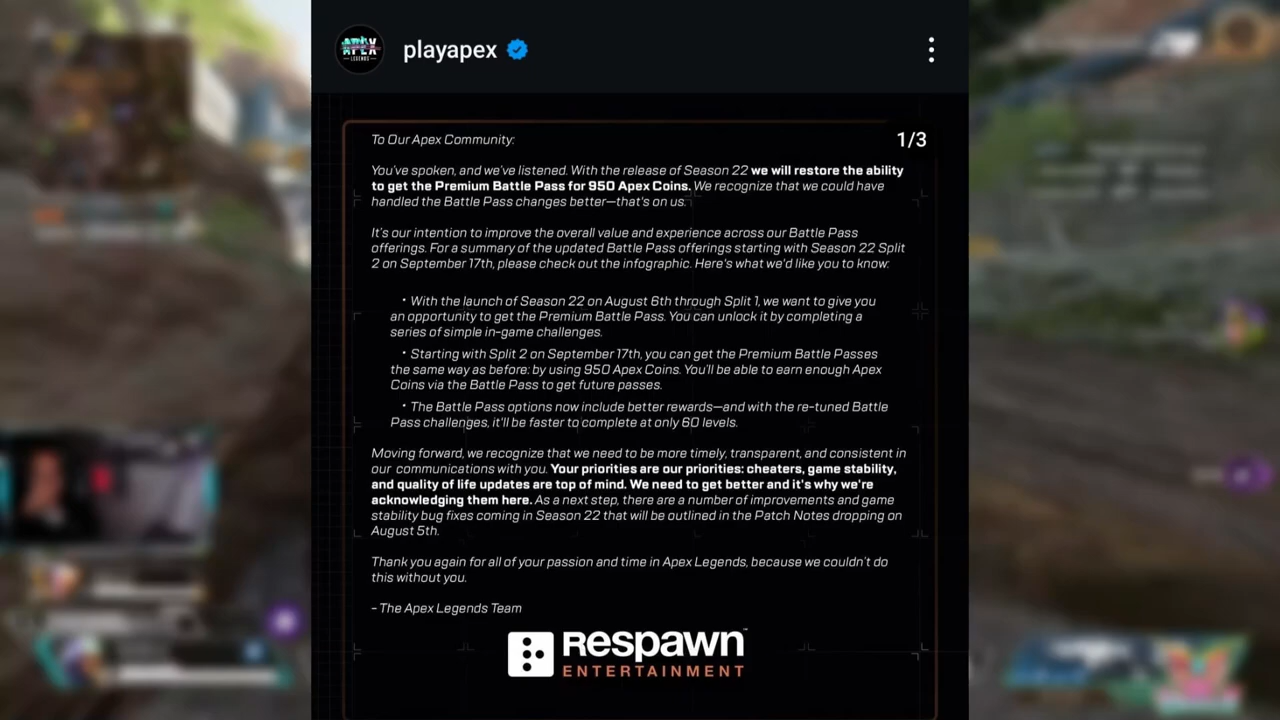 APEX
LEGENDS
playapex
1/3
To Our Apex Community:
You've spoken, and we've listened. With the release of Season 22 we will restore the ability
to get the Premium Battle Pass for 950 Apex Coins. We recognize that we could have
handled the Battle Pass changes better—that's on us.
It's our intention to improve the overall value and experience across our Battle Pass
offerings. For a summary of the updated Battle Pass offerings starting with Season 22 Split
2 on September 17th, please check out the infographic. Here's what we'd like you to know:
• With the launch of Season 22 on August 6th through Split 1, we want to give you
an opportunity to get the Premium Battle Pass. You can unlock it by completing a
series of simple in-game challenges.
• Starting with Split 2 on September 17th, you can get the Premium Battle Passes
the same way as before: by using 950 Apex Coins. You'll be able to earn enough Apex
Coins via the Battle Pass to get future passes.
• The Battle Pass options now include better rewards—and with the re-tuned Battle
Pass challenges, it'll be faster to complete at only 60 levels.
Moving forward, we recognize that we need to be more timely, transparent, and consistent in
our communications with you. Your priorities are our priorities: cheaters, game stability,
and quality of life updates are top of mind. We need to get better and it's why we're
acknowledging them here. As a next step, there are a number of improvements and game
stability bug fixes coming in Season 22 that will be outlined in the Patch Notes dropping on
August 5th.
Thank you again for all of your passion and time in Apex Legends, because we couldn't do
this without you.
– The Apex Legends Team
Respawn™
ENTERTAINMENT